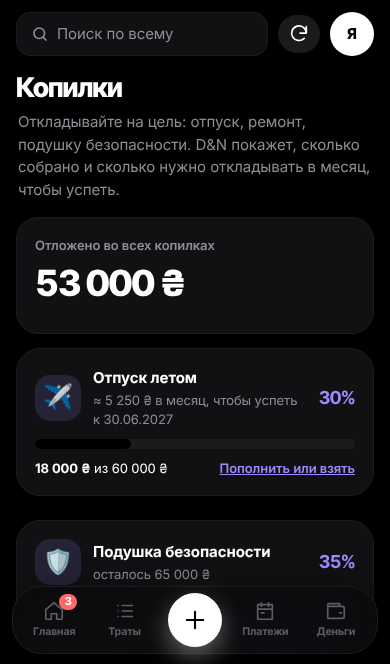 Поиск по всему
Я
Копилки
Откладывайте на цель: отпуск, ремонт,
подушку безопасности. D&N покажет, сколько
собрано и сколько нужно откладывать в месяц,
чтобы успеть.
Отложено во всех копилках
53 000 ₴
Отпуск летом
≈ 5 250 ₴ в месяц, чтобы успеть
к 30.06.2027
30%
18 000 ₴ из 60 000 ₴
Пополнить или взять
Подушка безопасности
осталось 65 000 ₴
35%
3
Главная
Траты
Платежи
Деньги